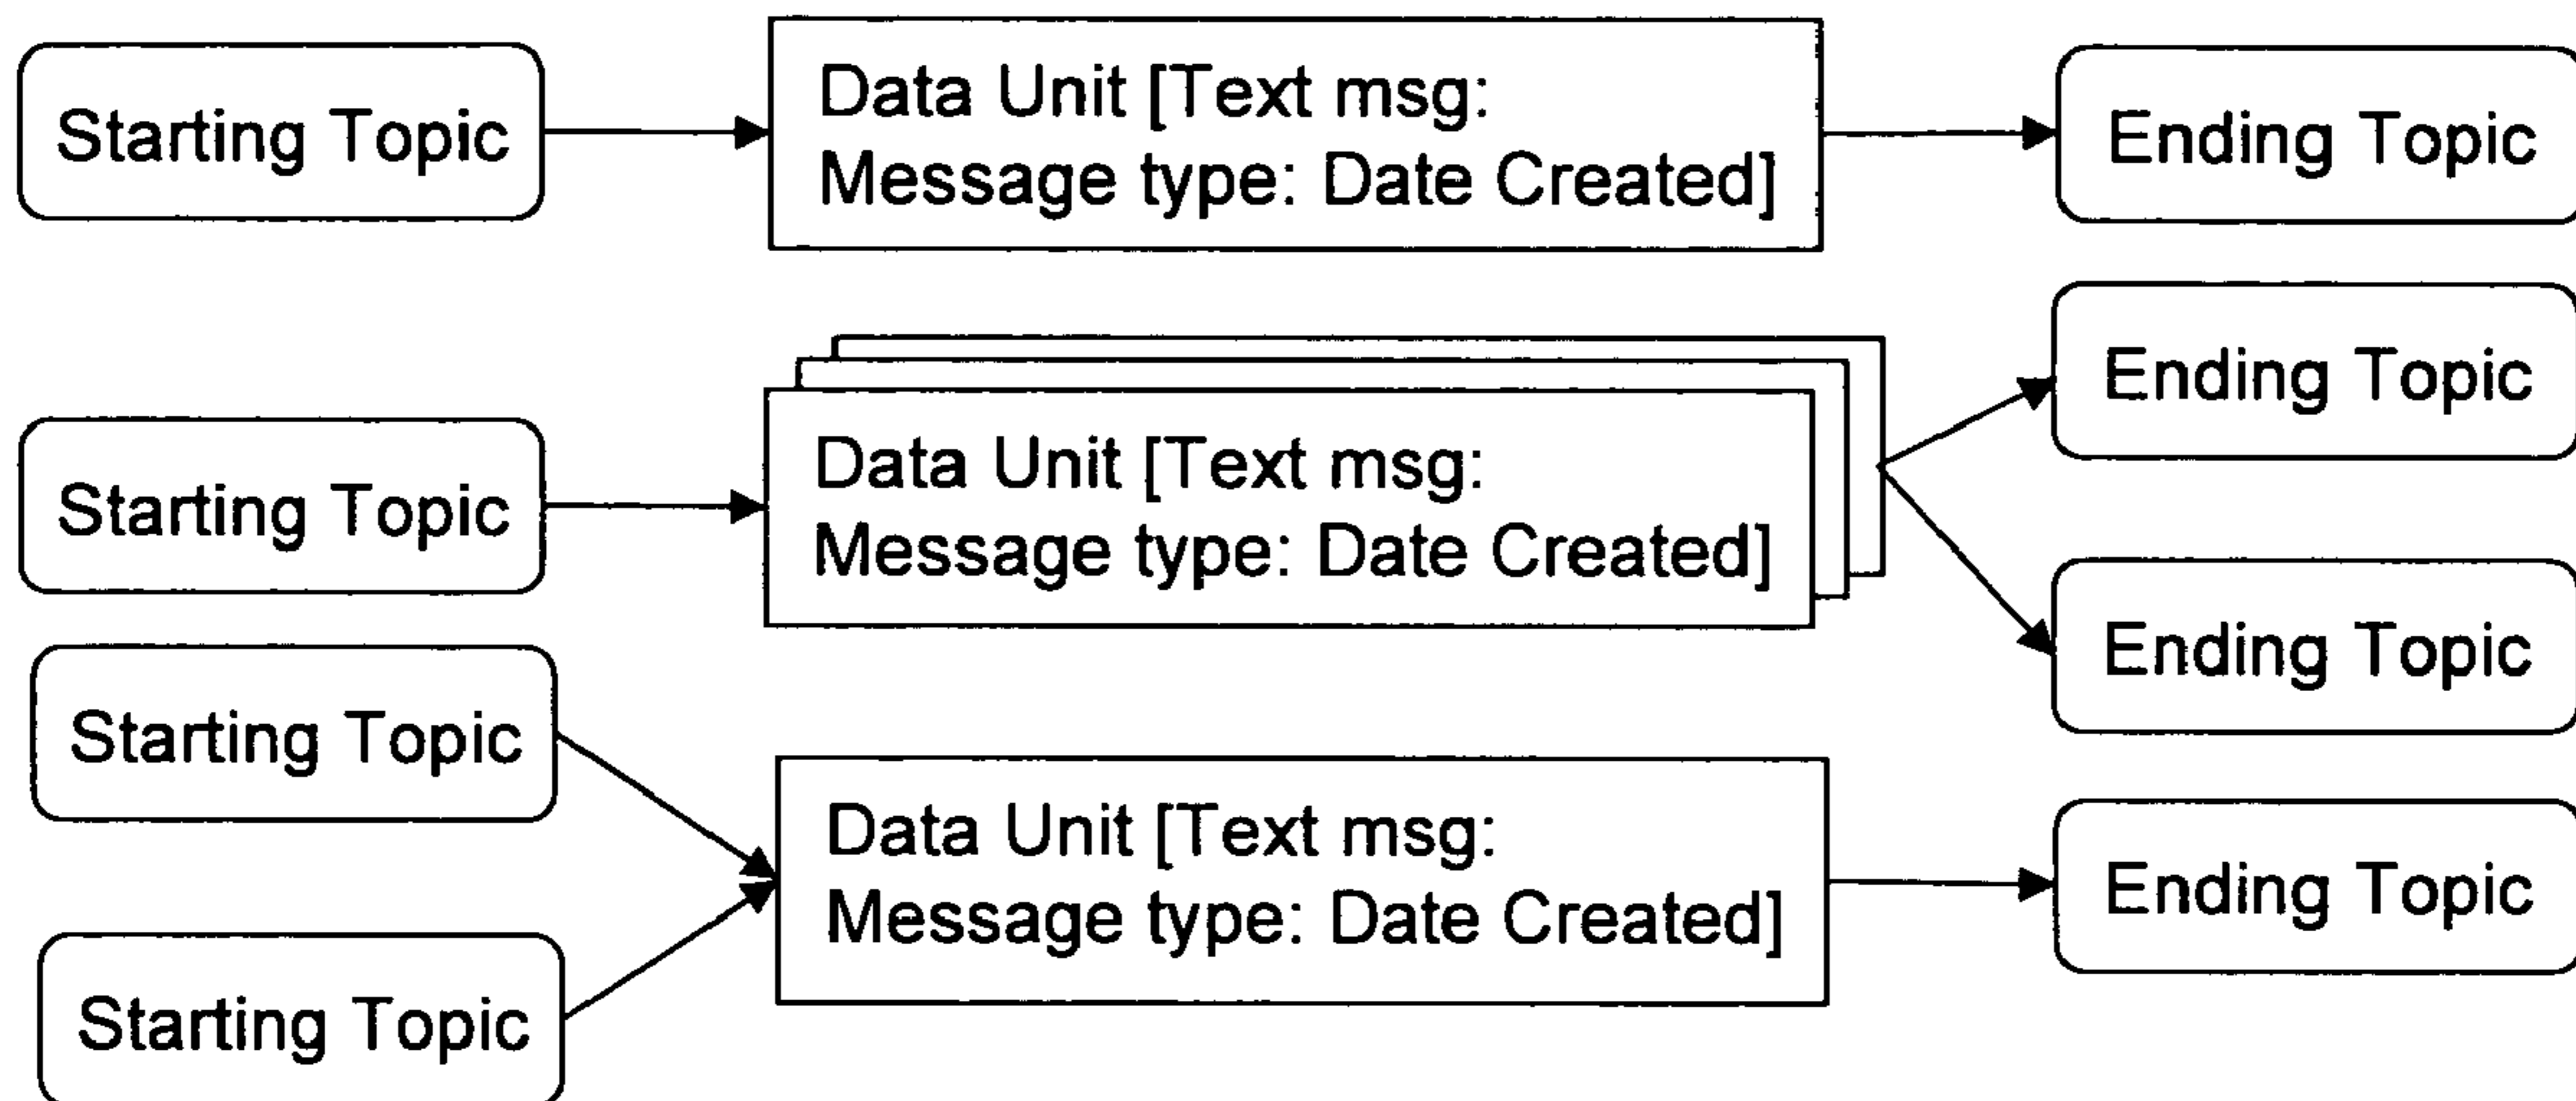 Starting Topic
Data Unit [Text msg:
Message type: Date Created]
Ending Topic
Starting Topic
Data Unit [Text msg:
Message type: Date Created]
Ending Topic
Ending Topic
Starting Topic
Starting Topic
Data Unit [Text msg:
Message type: Date Created]
Ending Topic